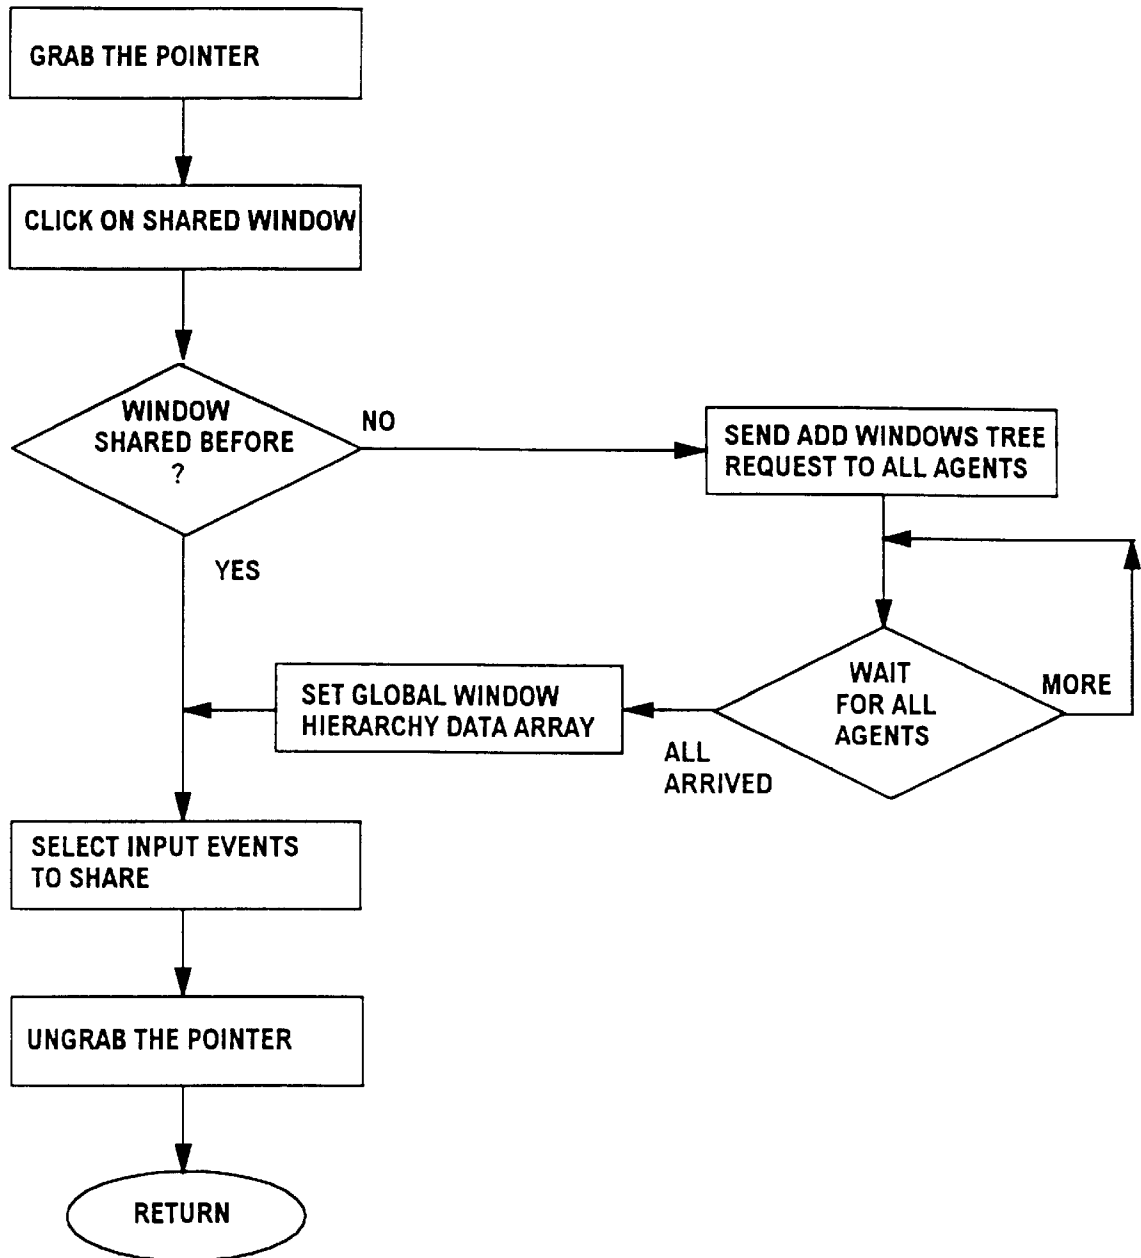 GRAB THE POINTER
CLICK ON SHARED WINDOW
WINDOW
SHARED BEFORE
?
NO
SEND ADD WINDOWS TREE
REQUEST TO ALL AGENTS
YES
WAIT
FOR ALL
AGENTS
MORE
SET GLOBAL WINDOW
HIERARCHY DATA ARRAY
ALL
ARRIVED
SELECT INPUT EVENTS
TO SHARE
UNGRAB THE POINTER
RETURN